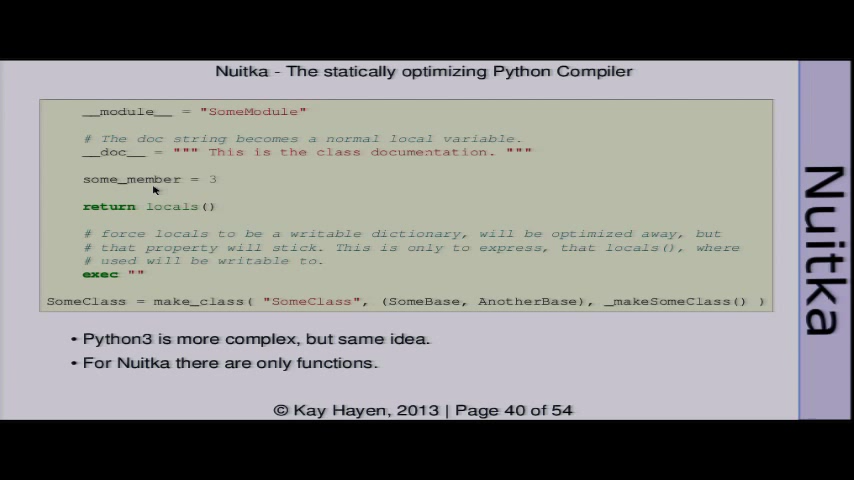 Nuitka - The statically optimizing Python Compiler
__module__ = "SomeModule"
# The doc string becomes a normal local variable.
__doc__ = """ This is the class documentation. """
some_member = 3
return locals()
# force locals to be a writable dictionary, will be optimized away, but
# that property will stick. This is only to express, that locals(), where
# used will be writable to.
exec ""
SomeClass = make_class( "SomeClass", (SomeBase, AnotherBase), _makeSomeClass() )
• Python3 is more complex, but same idea.
• For Nuitka there are only functions.
© Kay Hayen, 2013 | Page 40 of 54
Nuitka